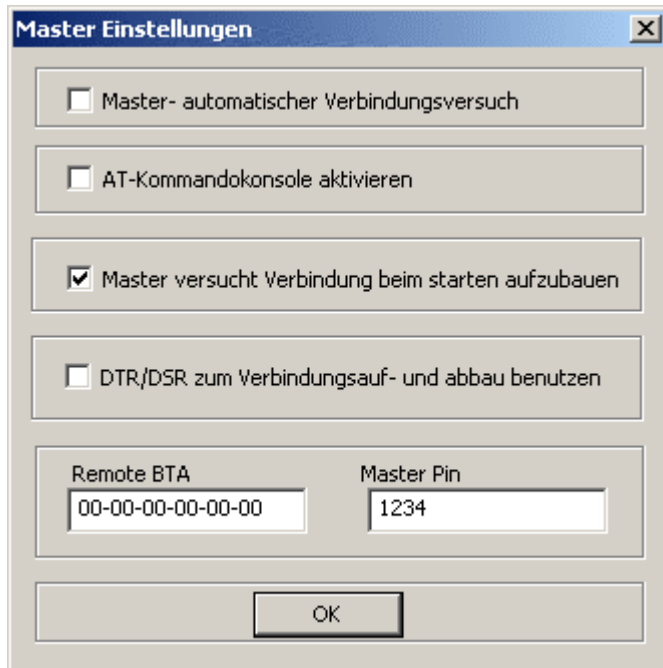 Master Einstellungen
Master- automatischer Verbindungsversuch
AT-Kommandokonsole aktivieren
Master versucht Verbindung beim starten aufzubauen
DTR/DSR zum Verbindungsauf- und abbau benutzen
Remote BTA Master Pin
00-00-00-00-00-00 1234
OK